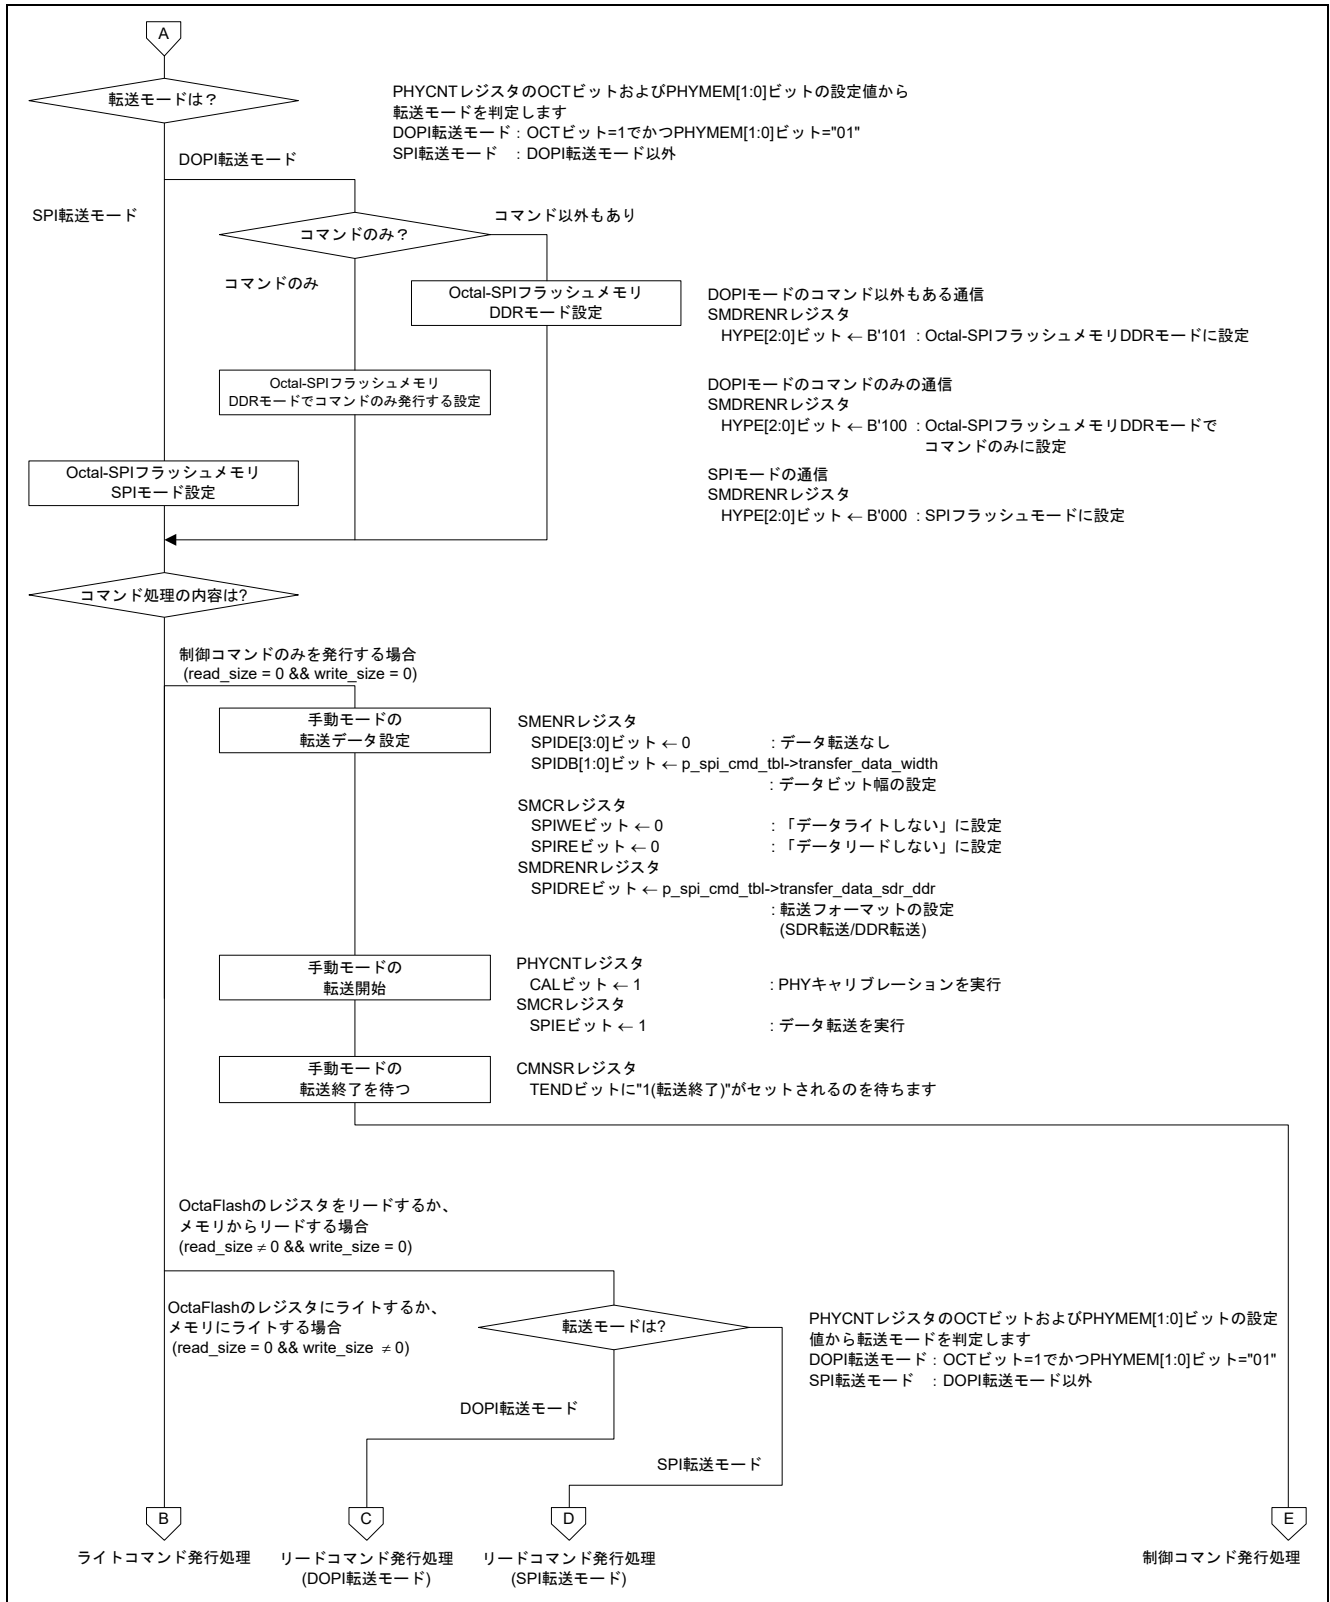 A
転送モードは？
PHYCNTレジスタのOCTビットおよびPHYMEM[1:0]ビットの設定値から
転送モードを判定します
DOPI転送モード：OCTビット=1でかつPHYMEM[1:0]ビット="01"
SPI転送モード ：DOPI転送モード以外
DOPI転送モード
SPI転送モード
コマンド以外もあり
コマンドのみ？
コマンドのみ
Octal-SPIフラッシュメモリ
DDRモード設定
DOPIモードのコマンド以外もある通信
SMDRENRレジスタ
HYPE[2:0]ビット ← B'101 : Octal-SPIフラッシュメモリDDRモードに設定
Octal-SPIフラッシュメモリ
DDRモードでコマンドのみ発行する設定
DOPIモードのコマンドのみの通信
SMDRENRレジスタ
HYPE[2:0]ビット ← B'100 : Octal-SPIフラッシュメモリDDRモードで
コマンドのみに設定
Octal-SPIフラッシュメモリ
SPIモード設定
SPIモードの通信
SMDRENRレジスタ
HYPE[2:0]ビット ← B'000 : SPIフラッシュモードに設定
コマンド処理の内容は?
制御コマンドのみを発行する場合
(read_size = 0 && write_size = 0)
手動モードの
転送データ設定
SMENRレジスタ
SPIDE[3:0]ビット ← 0 : データ転送なし
SPIDB[1:0]ビット ← p_spi_cmd_tbl->transfer_data_width
: データビット幅の設定
SMCRレジスタ
SPIWEビット ← 0 : 「データライトしない」に設定
SPIREビット ← 0 : 「データリードしない」に設定
SMDRENRレジスタ
SPIDREビット ← p_spi_cmd_tbl->transfer_data_sdr_ddr
: 転送フォーマットの設定
(SDR転送/DDR転送)
手動モードの
転送開始
PHYCNTレジスタ
CALビット ← 1 : PHYキャリブレーションを実行
SMCRレジスタ
SPIEビット ← 1 : データ転送を実行
手動モードの
転送終了を待つ
CMNSRレジスタ
TENDビットに"1(転送終了)"がセットされるのを待ちます
OctaFlashのレジスタをリードするか、
メモリからリードする場合
(read_size ≠ 0 && write_size = 0)
OctaFlashのレジスタにライトするか、
メモリにライトする場合
(read_size = 0 && write_size ≠ 0)
転送モードは?
PHYCNTレジスタのOCTビットおよびPHYMEM[1:0]ビットの設定
値から転送モードを判定します
DOPI転送モード：OCTビット=1でかつPHYMEM[1:0]ビット="01"
SPI転送モード ：DOPI転送モード以外
DOPI転送モード
SPI転送モード
B
C
D
E
ライトコマンド発行処理
リードコマンド発行処理
(DOPI転送モード)
リードコマンド発行処理
(SPI転送モード)
制御コマンド発行処理